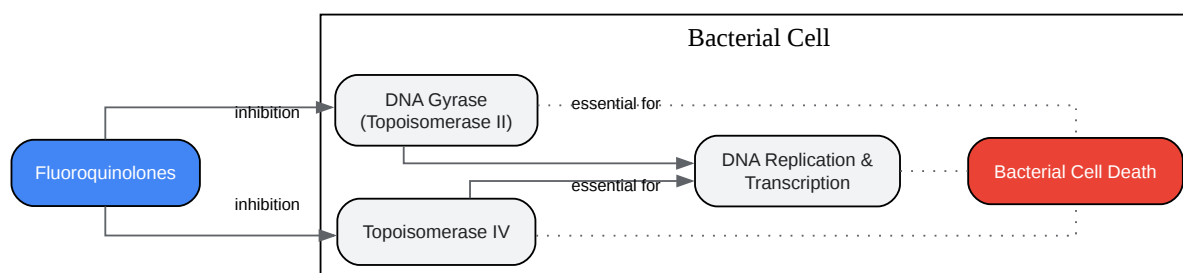 Bacterial Cell
inhibition
DNA Gyrase
(Topoisomerase II)
essential for
Fluoroquinolones
DNA Replication &
Transcription
Bacterial Cell Death
essential for
inhibition
Topoisomerase IV